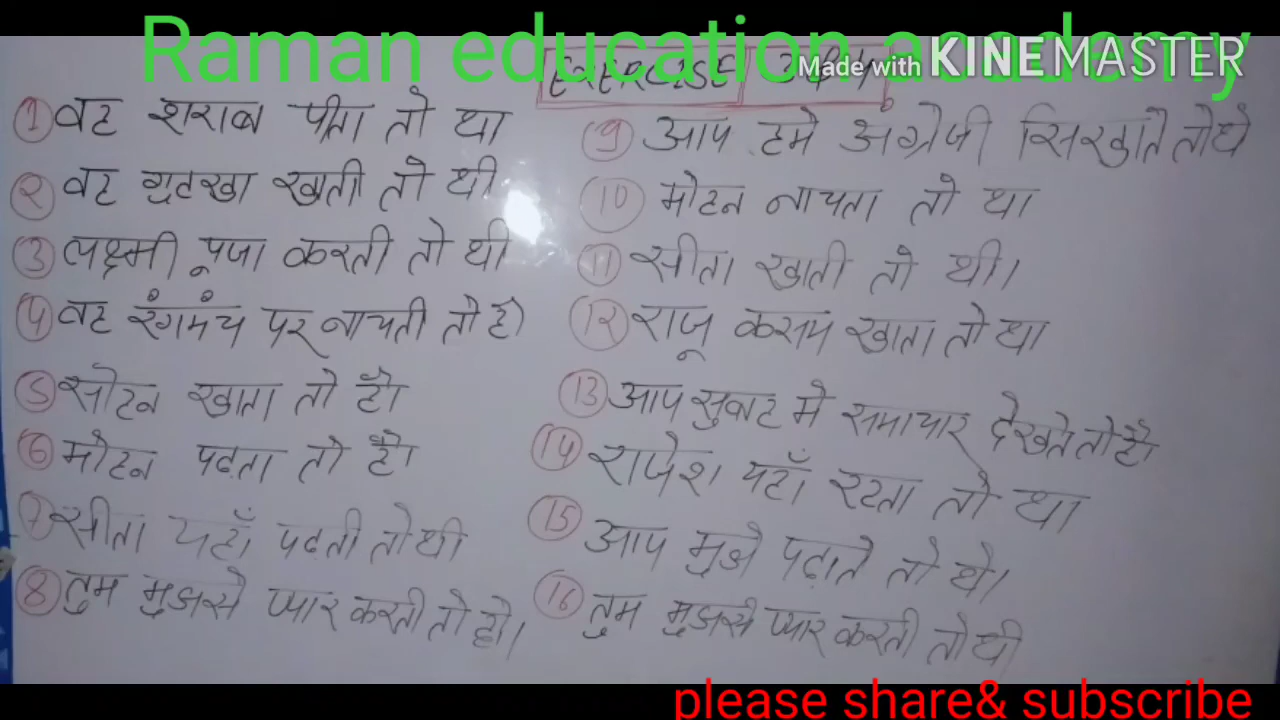 Raman education academy
Made with KINEMASTER
EXERCISE
① वह शराब पीता तो था
② वह गुटखा खाती तो थी
③ लक्ष्मी पूजा करती तो थी
④ वह रंगमंच पर नाचती तो है
⑤ सोहन खाता तो है।
⑥ मोहन पढ़ता तो है।
⑦ सीता यहाँ पढती तो थी
⑧ तुम मुझसे प्यार करती तो हो।
⑨ आप हमे अंग्रेजी सिखाते तो थे
⑩ मोहन नाचता तो था
⑪ सीता खाती तो थी।
⑫ राजू कसम खाता तो था
⑬ आप सुबह मे समाचार देखते तो है।
⑭ राजेश यहाँ रहता तो था
⑮ आप मुझे पढ़ाते तो थे।
⑯ तुम मुझसे प्यार करती तो थी
please share& subscribe